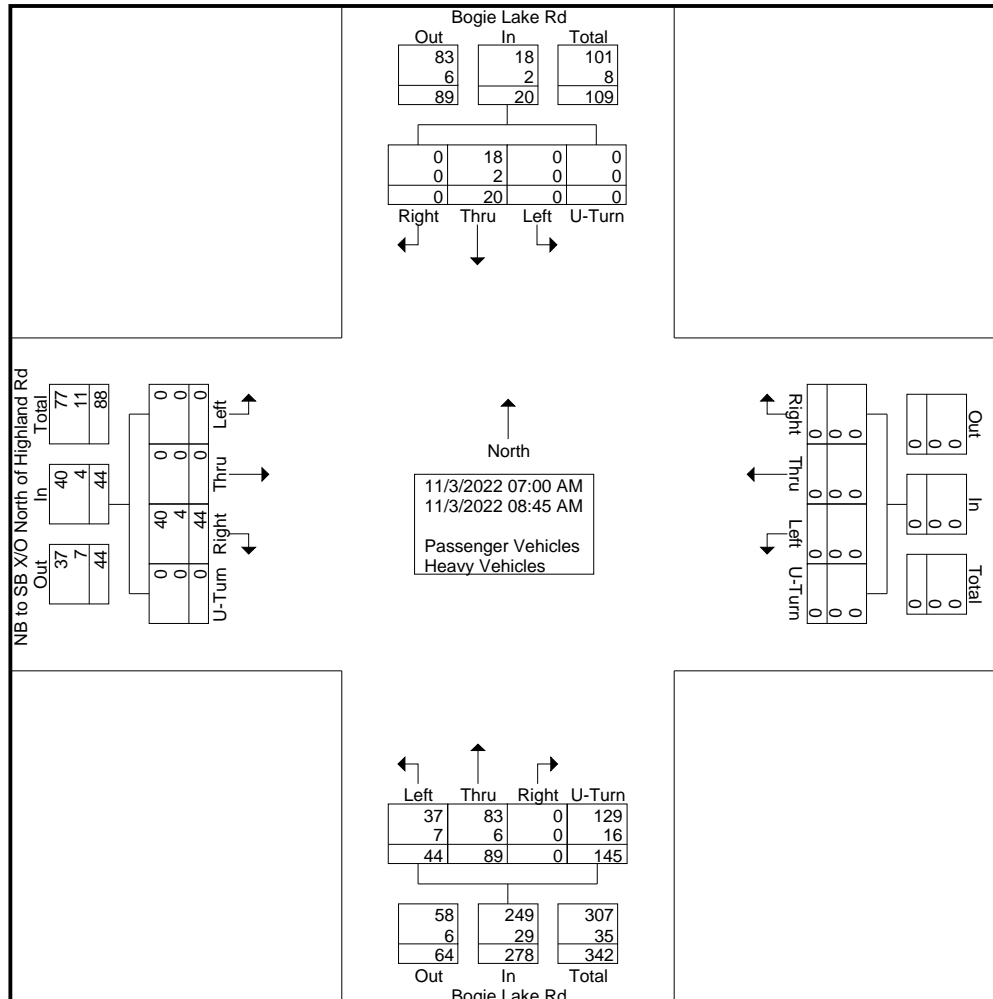 Bogie Lake Rd
Out In Total
83 18 101
6 2 8
89 20 109
0 18 0 0
0 2 0 0
0 20 0 0
Right Thru Left U-Turn
NB to SB X/O North of Highland Rd
Total
77
11
88
In
40
4
44
Out
37
7
44
Left
0
0
0
Thru
0
0
0
Right
40
4
44
U-Turn
0
0
0
North
11/3/2022 07:00 AM
11/3/2022 08:45 AM
Passenger Vehicles
Heavy Vehicles
Right
0
0
0
Thru
0
0
0
Left
0
0
0
U-Turn
0
0
0
Out
0
0
0
In
0
0
0
Total
0
0
0
Left Thru Right U-Turn
37 83 0 129
7 6 0 16
44 89 0 145
58 249 307
6 29 35
64 278 342
Out In Total
Bogie Lake Rd